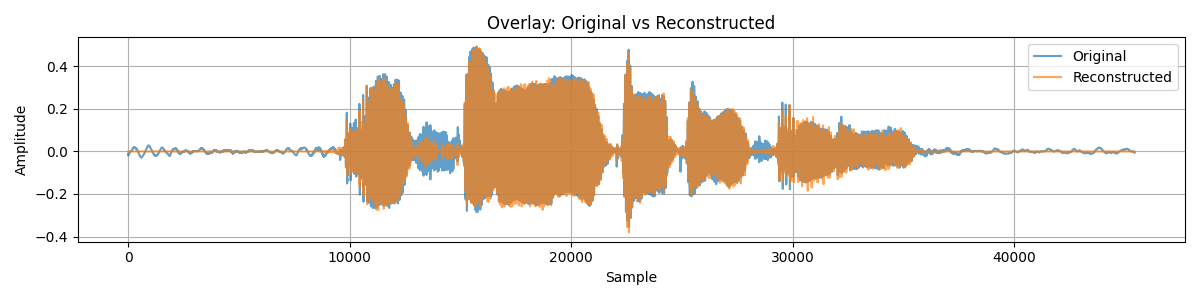 Overlay: Original vs Reconstructed
Original
Reconstructed
Amplitude
0.4
0.2
0.0
−0.2
−0.4
0
10000
20000
30000
40000
Sample